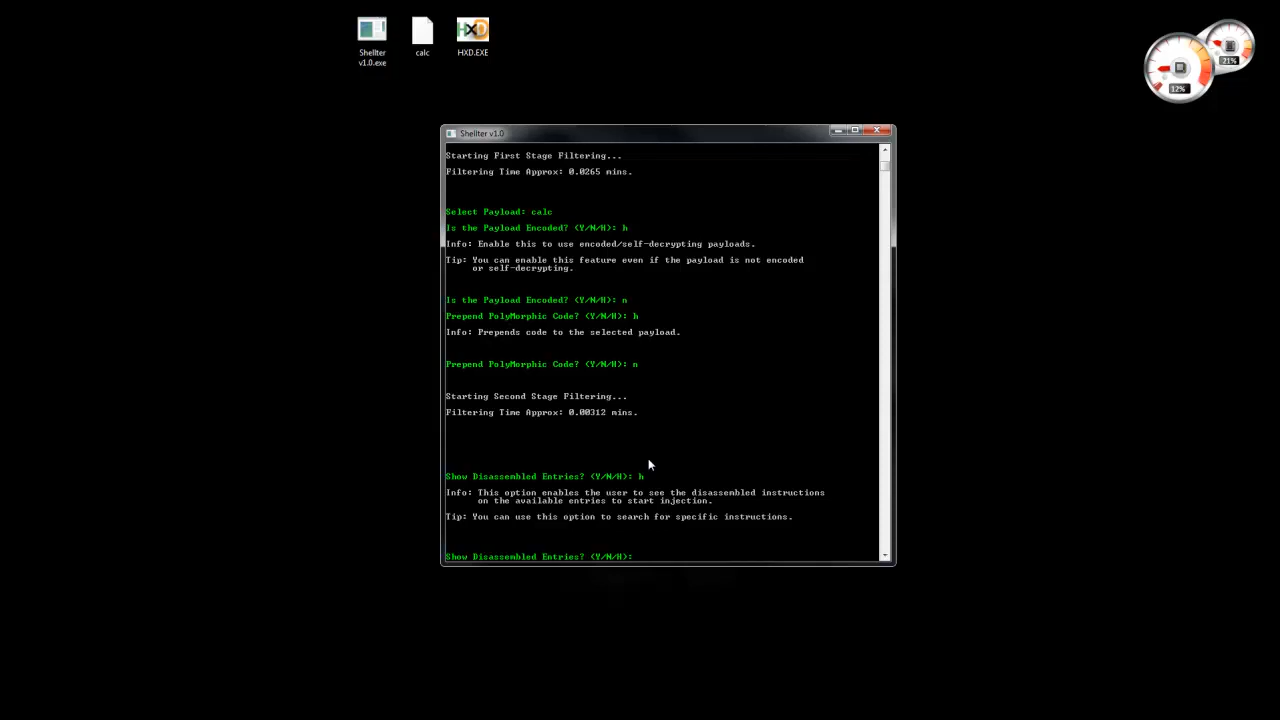 Shellter
v1.0.exe
calc
HXD.EXE
HXD
21%
12%
Shellter v1.0
Starting First Stage Filtering...
Filtering Time Approx: 0.0265 mins.
Select Payload: calc
Is the Payload Encoded? (Y/N/H): h
Info: Enable this to use encoded/self-decrypting payloads.
Tip: You can enable this feature even if the payload is not encoded
or self-decrypting.
Is the Payload Encoded? (Y/N/H): n
Prepend PolyMorphic Code? (Y/N/H): h
Info: Prepends code to the selected payload.
Prepend PolyMorphic Code? (Y/N/H): n
Starting Second Stage Filtering...
Filtering Time Approx: 0.00312 mins.
Show Disassembled Entries? (Y/N/H): h
Info: This option enables the user to see the disassembled instructions
on the available entries to start injection.
Tip: You can use this option to search for specific instructions.
Show Disassembled Entries? (Y/N/H):